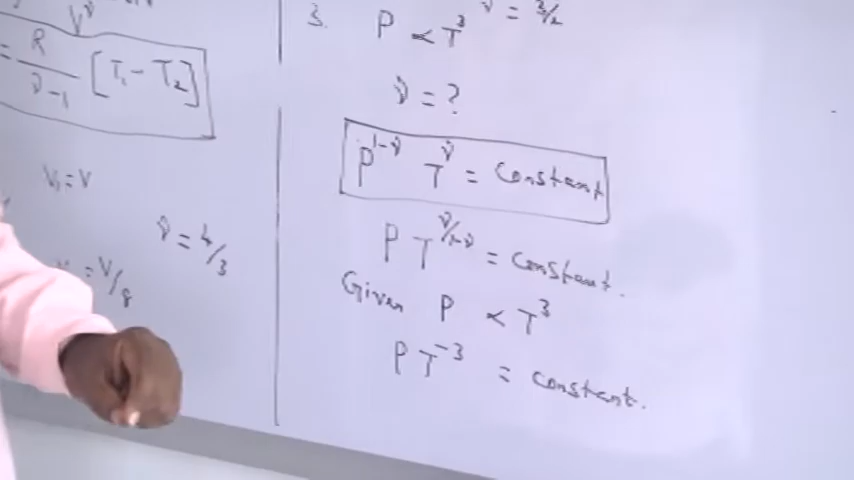 V^γ
= R/γ-1 [T₁ - T₂]
V₁ = V
γ = 4/3
= V/8
3. P ∝ T³ γ = 3/2
γ = ?
P^1-γ T^γ = Constant
P T^γ/1-γ = Constant.
Given P ∝ T³
P T^-3 = constant.